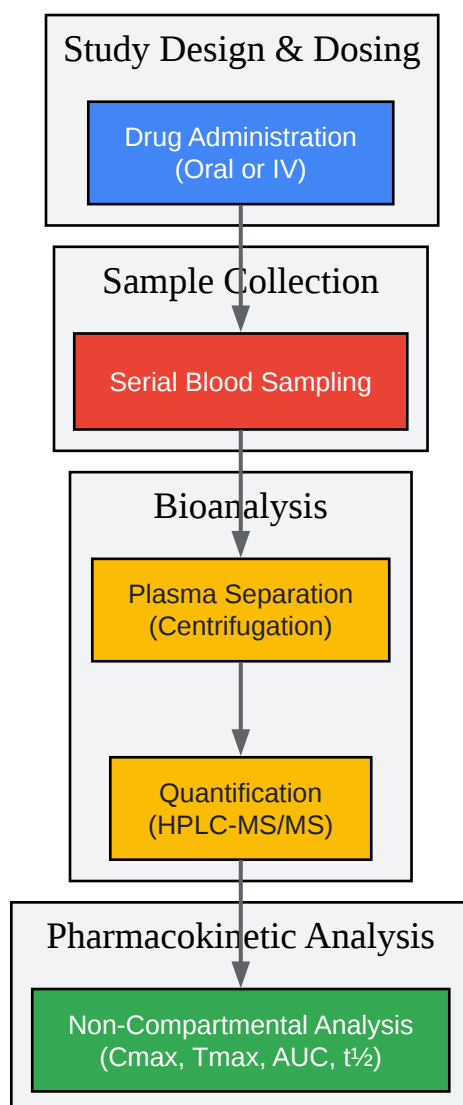 Study Design & Dosing
Drug Administration
(Oral or IV)
Sample Collection
Serial Blood Sampling
Bioanalysis
Plasma Separation
(Centrifugation)
Quantification
(HPLC-MS/MS)
Pharmacokinetic Analysis
Non-Compartmental Analysis
(Cmax, Tmax, AUC, t½)